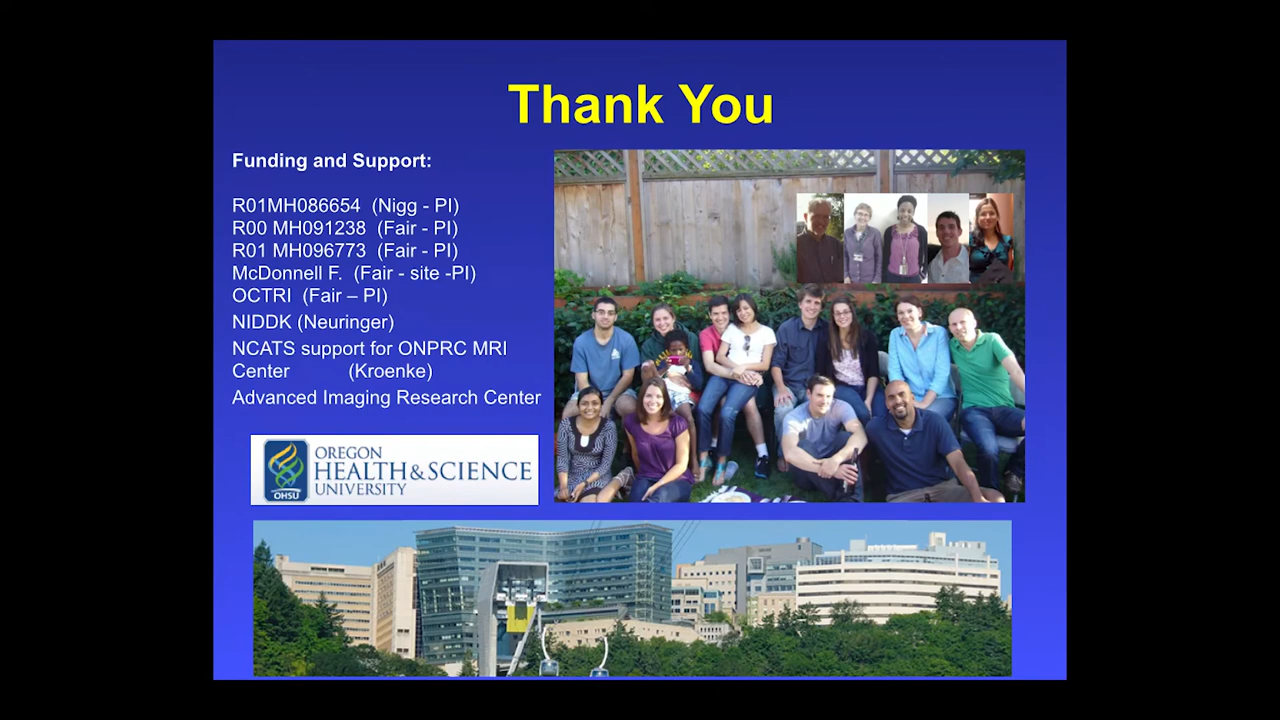 Thank You
Funding and Support:
R01MH086654 (Nigg - PI)
R00 MH091238 (Fair - PI)
R01 MH096773 (Fair - PI)
McDonnell F. (Fair - site -PI)
OCTRI (Fair – PI)
NIDDK (Neuringer)
NCATS support for ONPRC MRI
Center (Kroenke)
Advanced Imaging Research Center
OHSU
OREGON
HEALTH&SCIENCE
UNIVERSITY